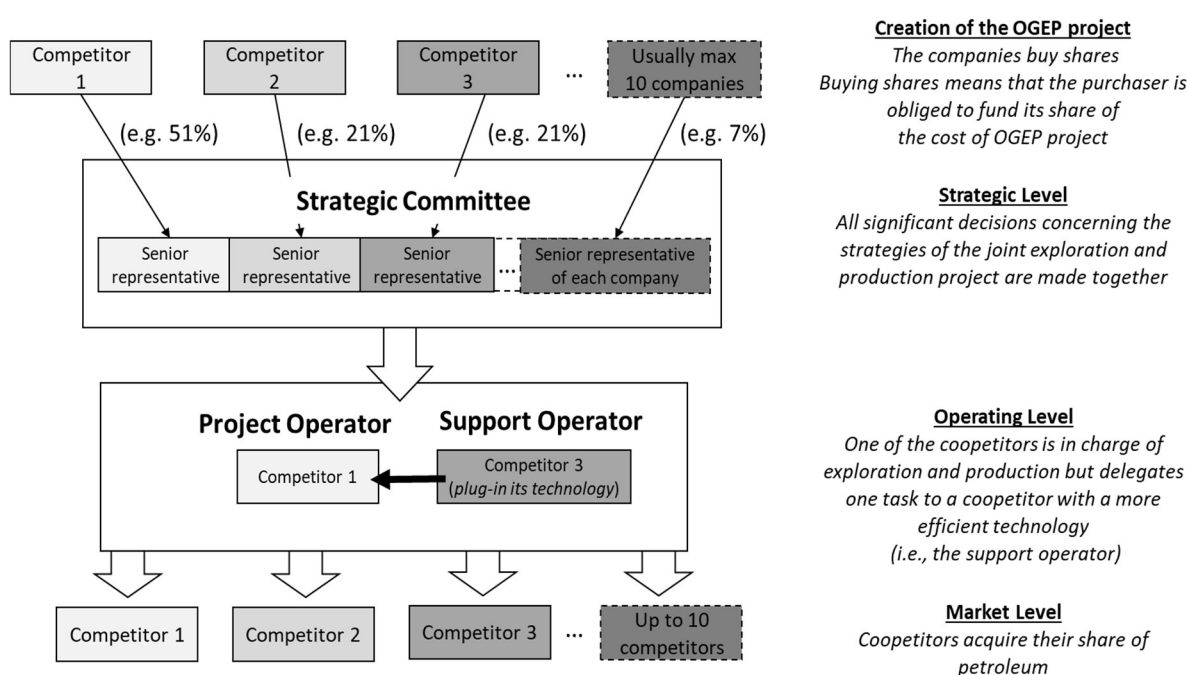 Competitor
1
Competitor
2
Competitor
3
...
Usually max
10 companies
(e.g. 51%)
(e.g. 21%)
(e.g. 21%)
(e.g. 7%)
Strategic Committee
Senior
representative
Senior
representative
Senior
representative
...
Senior representative
of each company
Project Operator
Support Operator
Competitor 1
Competitor 3
(plug-in its technology)
Competitor 1
Competitor 2
Competitor 3
...
Up to 10
competitors
Creation of the OGEP project
The companies buy shares
Buying shares means that the purchaser is
obliged to fund its share of
the cost of OGEP project
Strategic Level
All significant decisions concerning the
strategies of the joint exploration and
production project are made together
Operating Level
One of the coopetitors is in charge of
exploration and production but delegates
one task to a coopetitor with a more
efficient technology
(i.e., the support operator)
Market Level
Coopetitors acquire their share of
petroleum